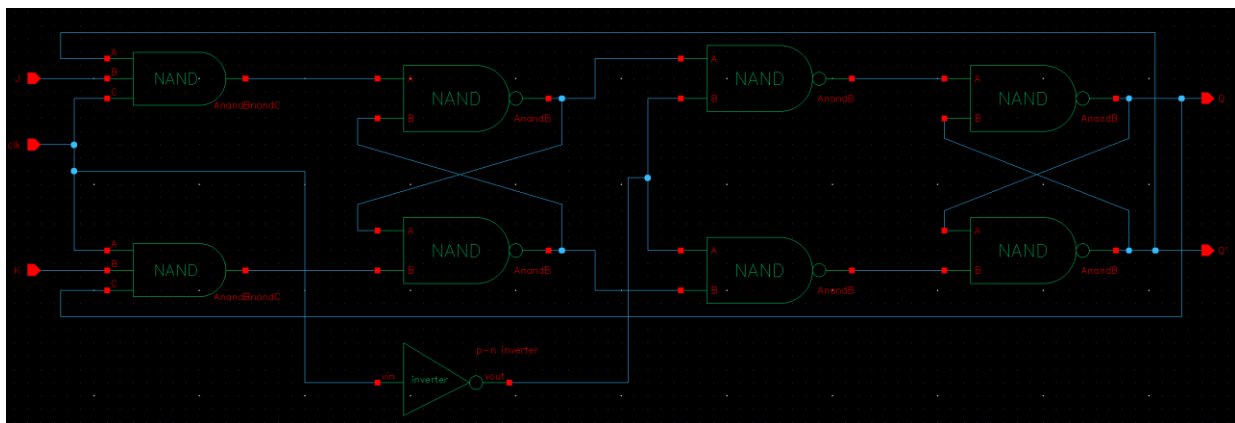 A
J
B
NAND
C
AnandBnandC
clk
A
K
B
NAND
C
AnandBnandC
A
NAND
B
AnandB
A
NAND
B
AnandB
p-n inverter
vin
inverter
vout
A
NAND
B
AnandB
A
NAND
B
AnandB
A
NAND
B
AnandB
Q
A
NAND
B
AnandB
Q'